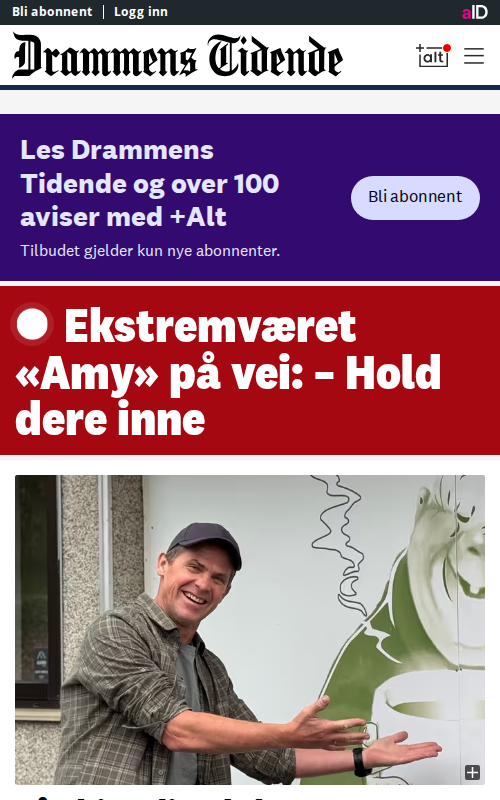 Bli abonnent | Logg inn
aID
Drammens Tidende
+alt
Les Drammens
Tidende og over 100
aviser med +Alt
Bli abonnent
Tilbudet gjelder kun nye abonnenter.
Ekstremværet
«Amy» på vei: – Hold
dere inne